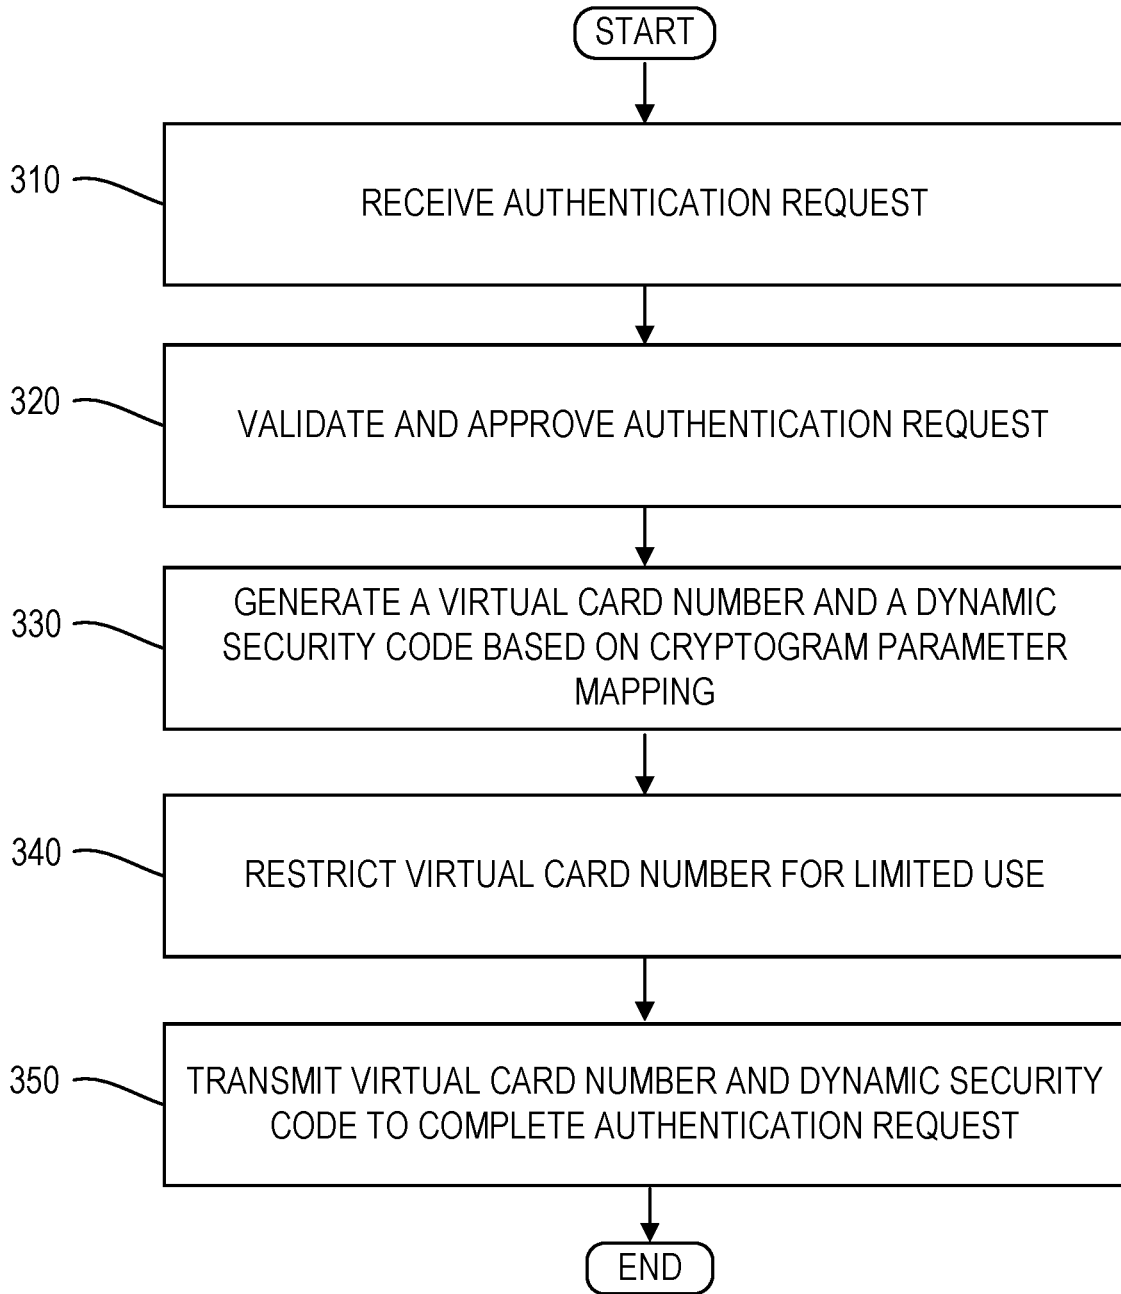 START
310
RECEIVE AUTHENTICATION REQUEST
320
VALIDATE AND APPROVE AUTHENTICATION REQUEST
330
GENERATE A VIRTUAL CARD NUMBER AND A DYNAMIC
SECURITY CODE BASED ON CRYPTOGRAM PARAMETER
MAPPING
340
RESTRICT VIRTUAL CARD NUMBER FOR LIMITED USE
350
TRANSMIT VIRTUAL CARD NUMBER AND DYNAMIC SECURITY
CODE TO COMPLETE AUTHENTICATION REQUEST
END